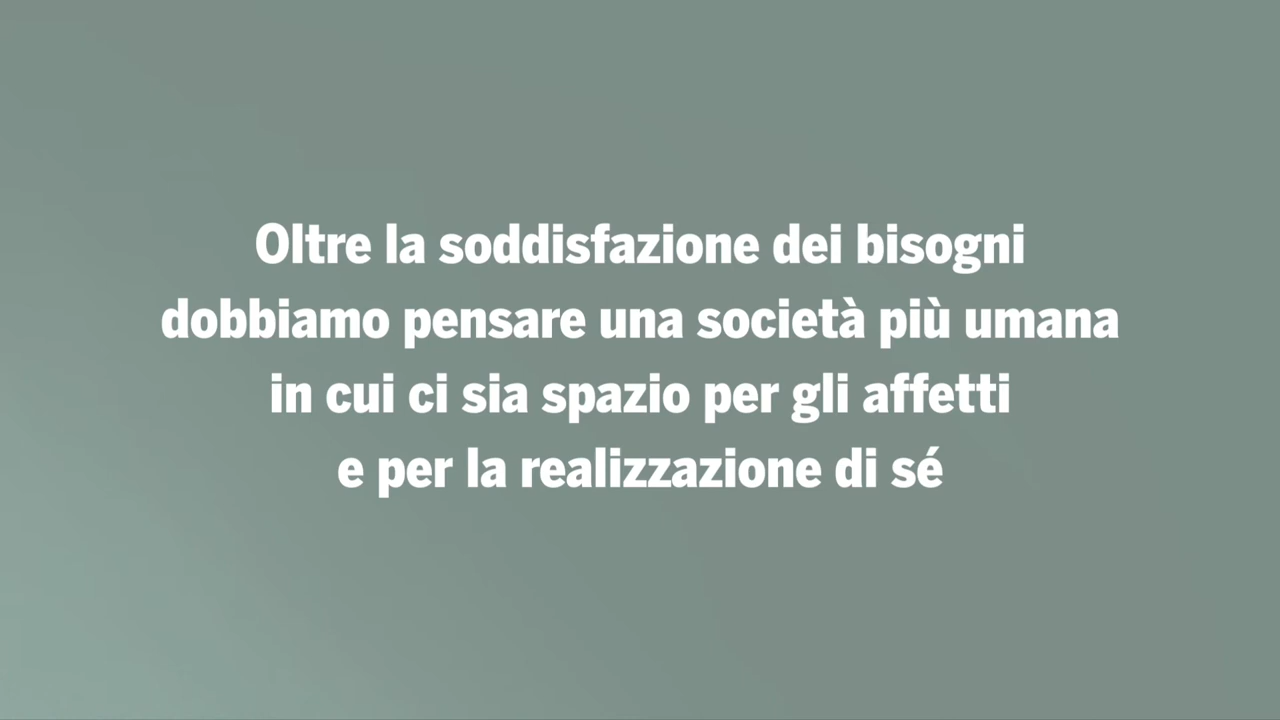 Oltre la soddisfazione dei bisogni
dobbiamo pensare una società più umana
in cui ci sia spazio per gli affetti
e per la realizzazione di sé